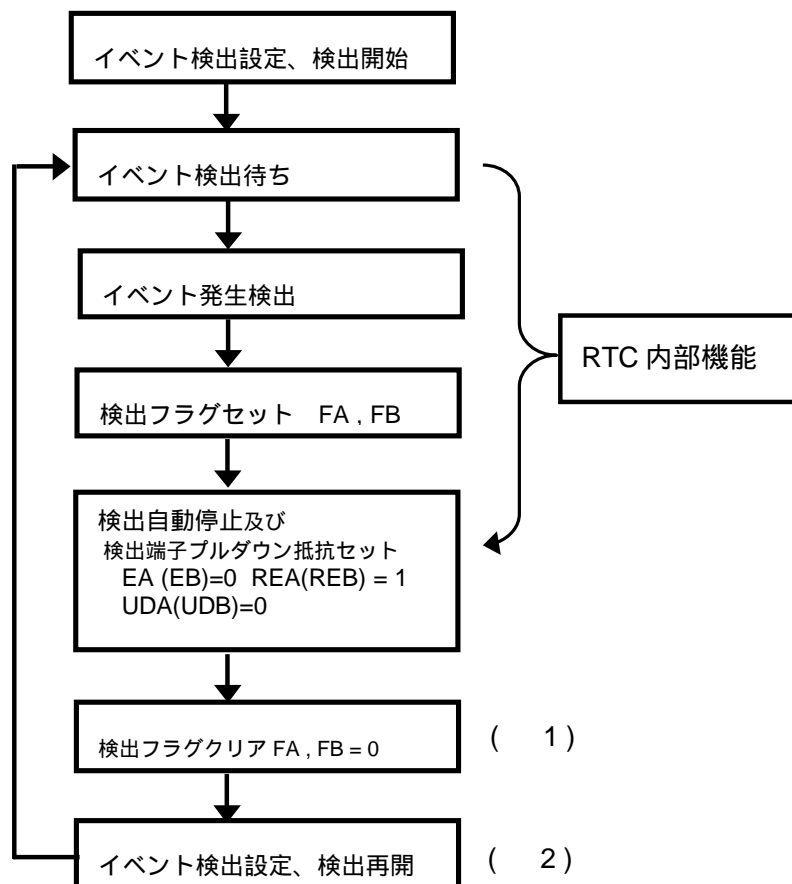 イベント検出設定、検出開始
イベント検出待ち
イベント発生検出
RTC 内部機能
検出フラグセット　FA , FB
検出自動停止及び
検出端子プルダウン抵抗セット
EA (EB)=0 REA(REB) = 1
UDA(UDB)=0
検出フラグクリア FA , FB = 0
(　1 )
イベント検出設定、検出再開
(　2 )